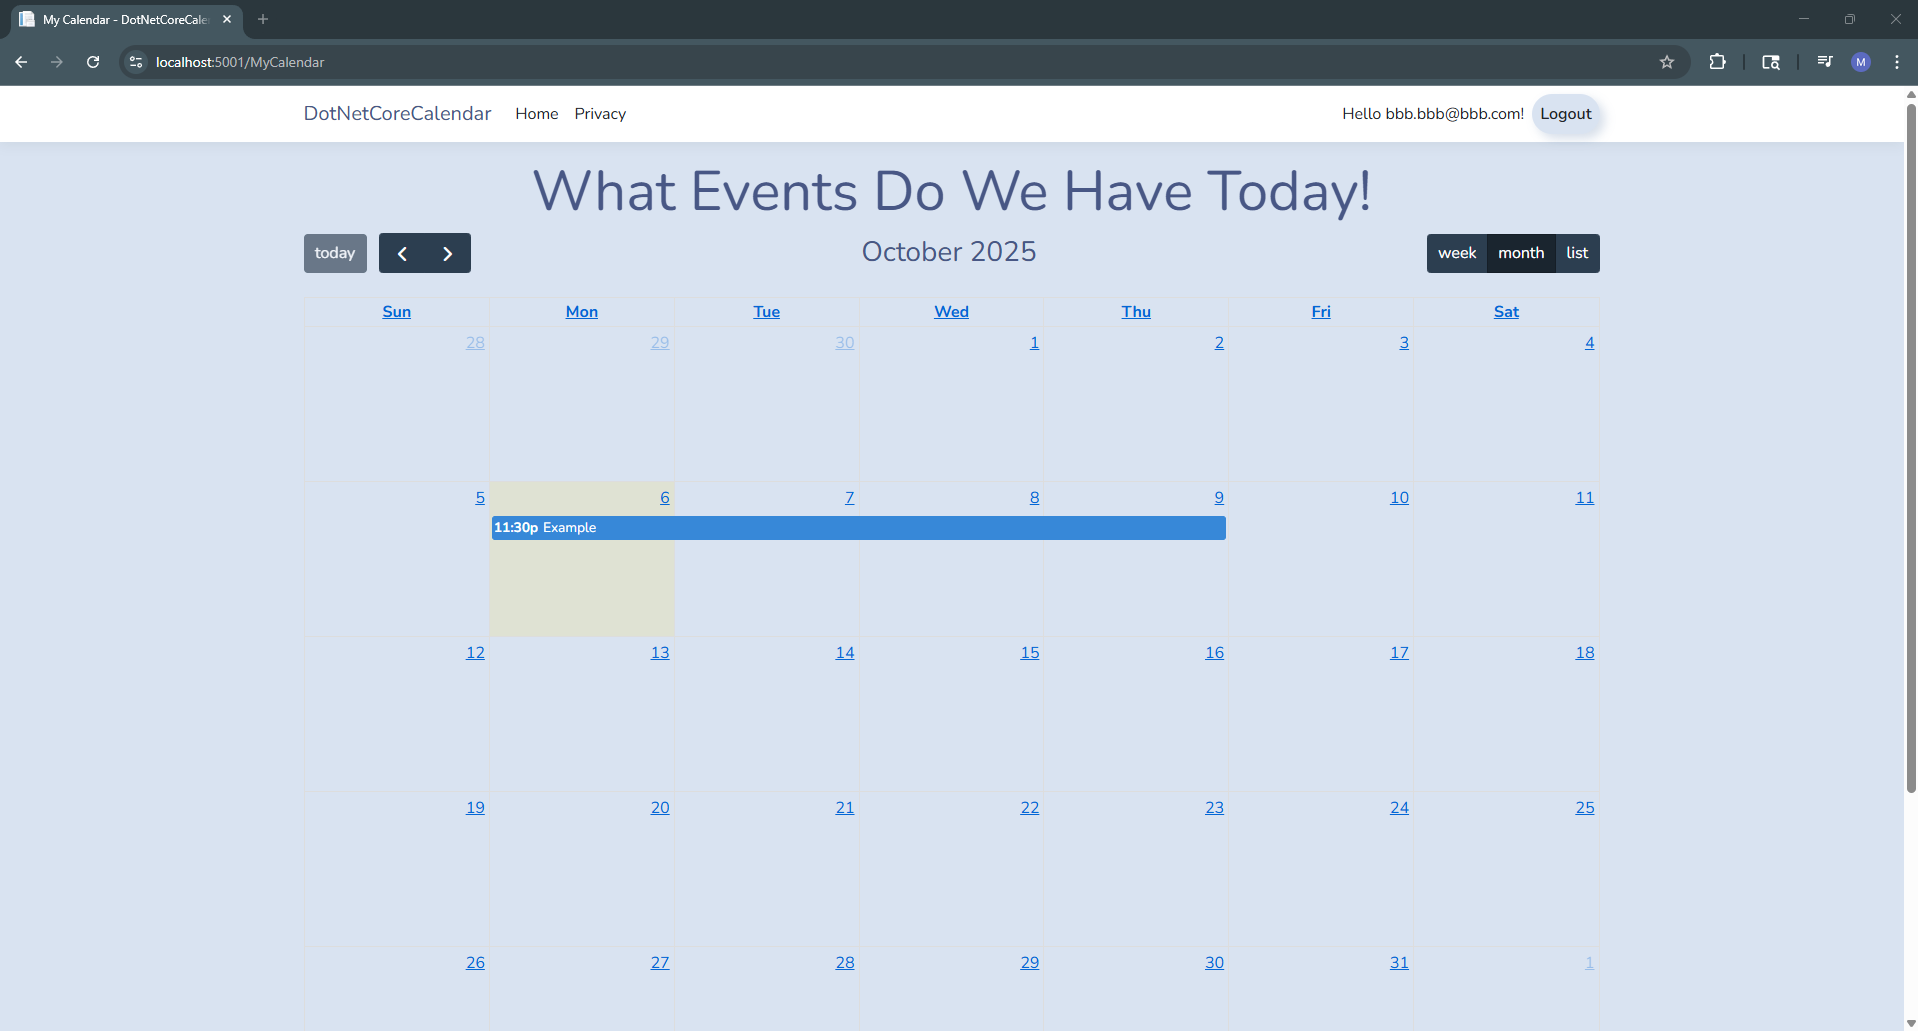 My Calendar - DotNetCoreCale
localhost:5001/MyCalendar
M
DotNetCoreCalendar Home Privacy Hello bbb.bbb@bbb.com! Logout
What Events Do We Have Today!
today October 2025 week month list
Sun Mon Tue Wed Thu Fri Sat
28 29 30 1 2 3 4
5 6 7 8 9 10 11
11:30p Example
12 13 14 15 16 17 18
19 20 21 22 23 24 25
26 27 28 29 30 31 1